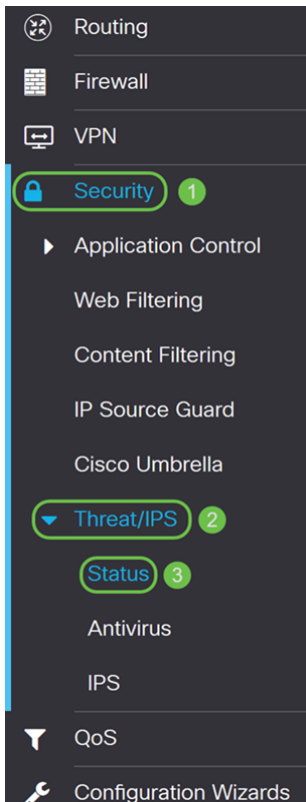 Routing
Firewall
VPN
Security 1
Application Control
Web Filtering
Content Filtering
IP Source Guard
Cisco Umbrella
Threat/IPS 2
Status 3
Antivirus
IPS
QoS
Configuration Wizards